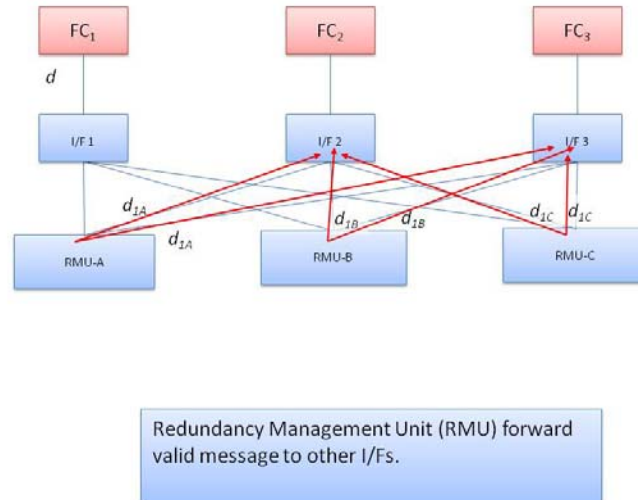 FC1
FC2
FC3
d
I/F 1
I/F 2
I/F 3
d1A
d1B
d1B
d1C
d1C
d1A
RMU-A
RMU-B
RMU-C
Redundancy Management Unit (RMU) forward
valid message to other I/Fs.